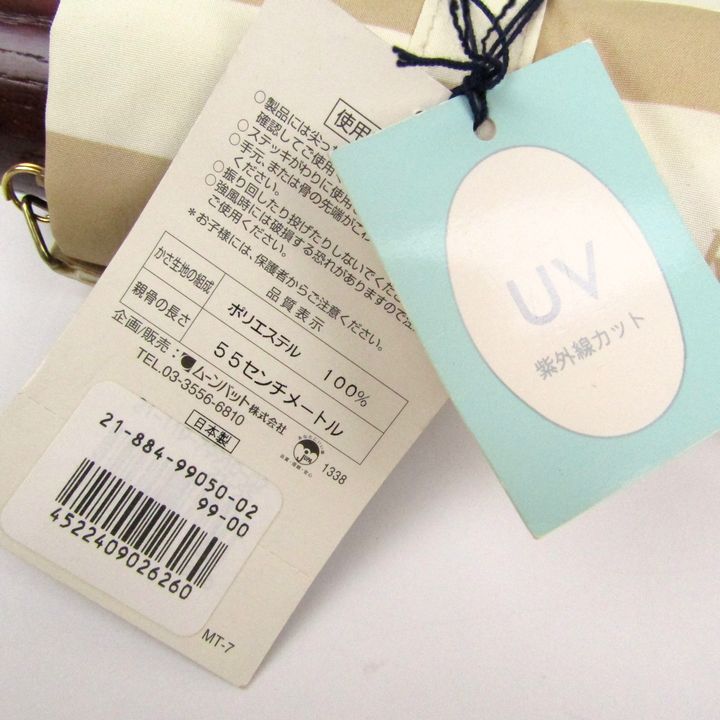 使用
○製品には尖っ
確認してご使用
○ステッキがわりに使用
○手元、または骨の先端がこわ
ください。
○振り回したり投げたりしないでくだ
○強風時には破損する恐れがありますので
ご使用ください。
*お子様には、保護者からご注意ください。
品質表示
かさ生地の組成 ポリエステル 100%
親骨の長さ 55センチメートル
企画/販売:ムーンバット株式会社
TEL.03-3556-6810
日本製
JUPA
1338
21-884-99050-02
99-00
4522409026260
MT-7
UV
紫外線カット